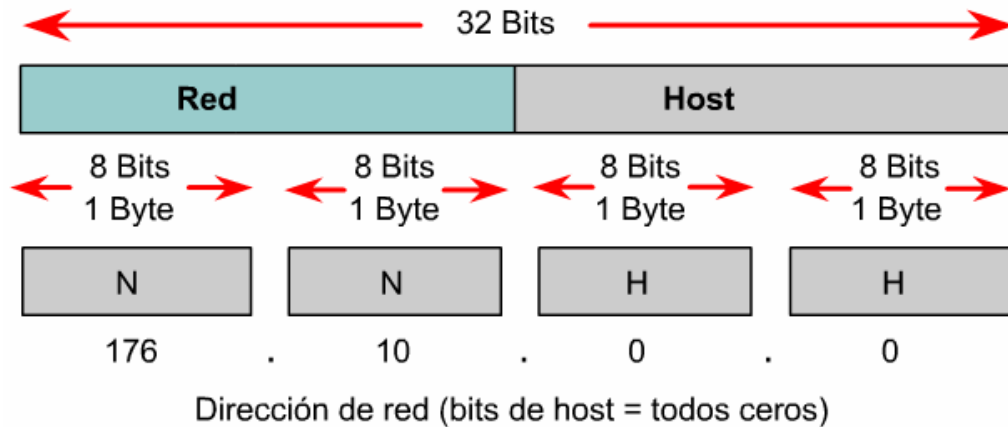 32 Bits
Red Host
8 Bits 8 Bits 8 Bits 8 Bits
1 Byte 1 Byte 1 Byte 1 Byte
N N H H
176 . 10 . 0 . 0
Dirección de red (bits de host = todos ceros)